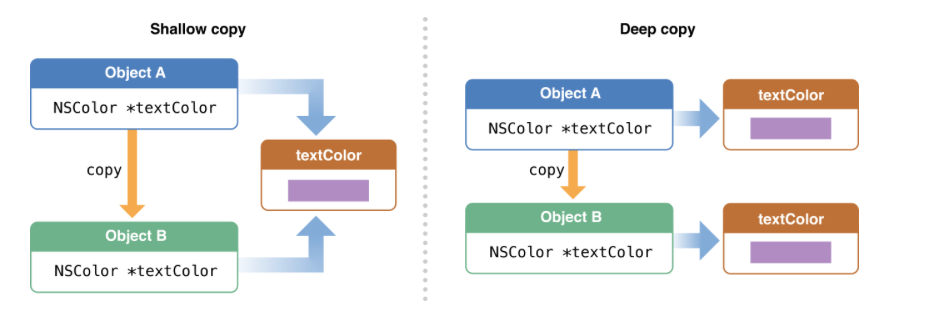 Shallow copy
Object A
NSColor *textColor
copy
textColor
Object B
NSColor *textColor
Deep copy
Object A
NSColor *textColor
textColor
copy
Object B
NSColor *textColor
textColor